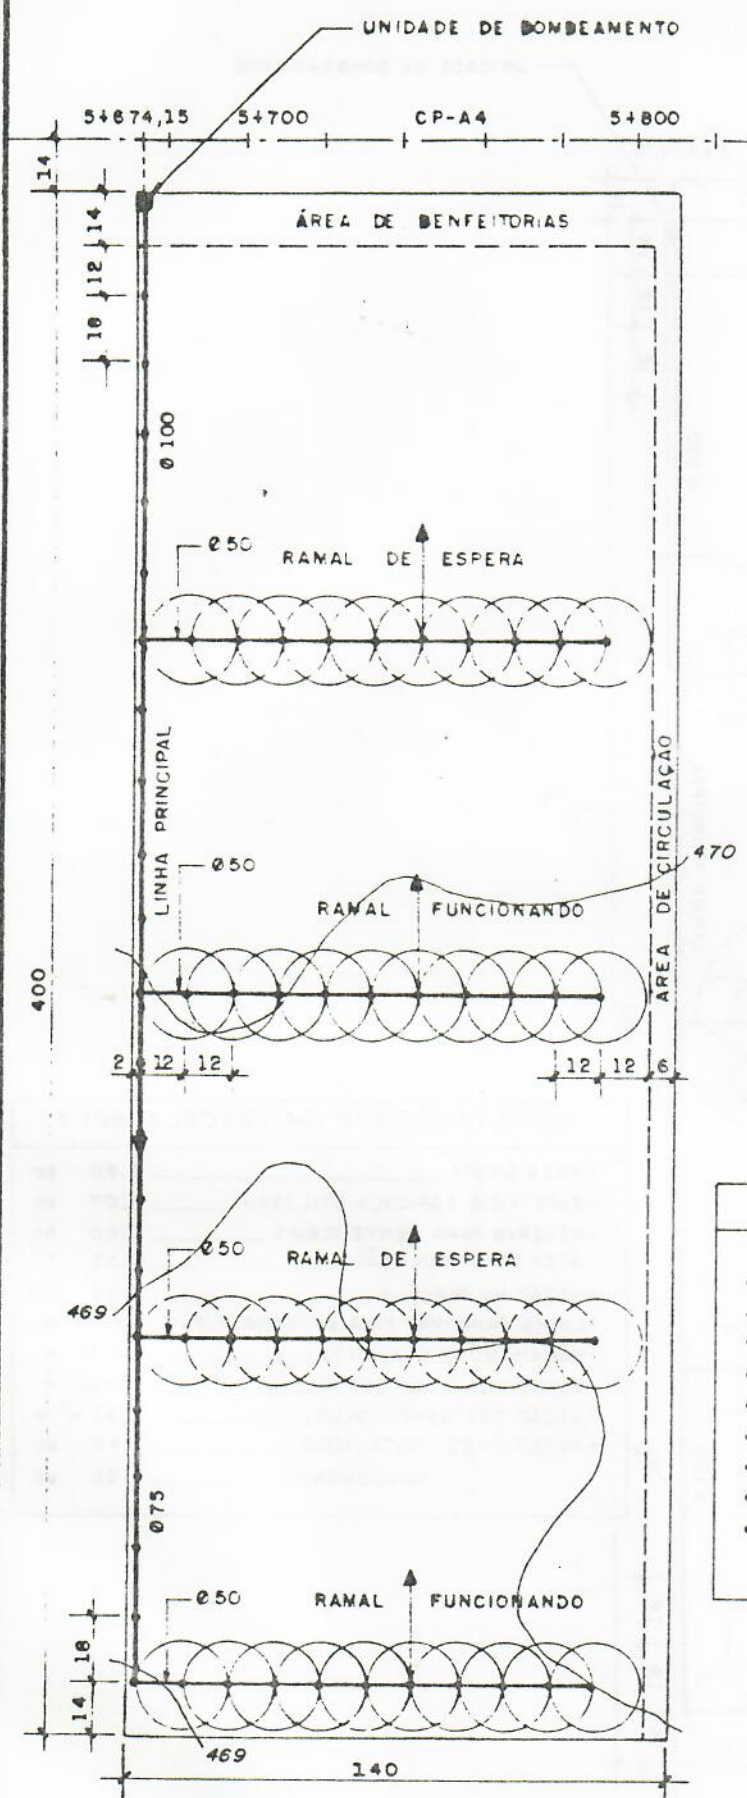 UNIDADE DE BOMBEAMENTO
5+674,15 5+700 CP-A4 5+800
14
14
ÁREA DE BENFEITORIAS
12
18
Ø 100
Ø50
RAMAL DE ESPERA
LINHA PRINCIPAL
ÁREA DE CIRCULAÇÃO
470
Ø50
RAMAL FUNCIONANDO
400
2 12 12 12 12 6
Ø50
RAMAL DE ESPERA
469
Ø75
Ø50
RAMAL FUNCIONANDO
18
14
469
140